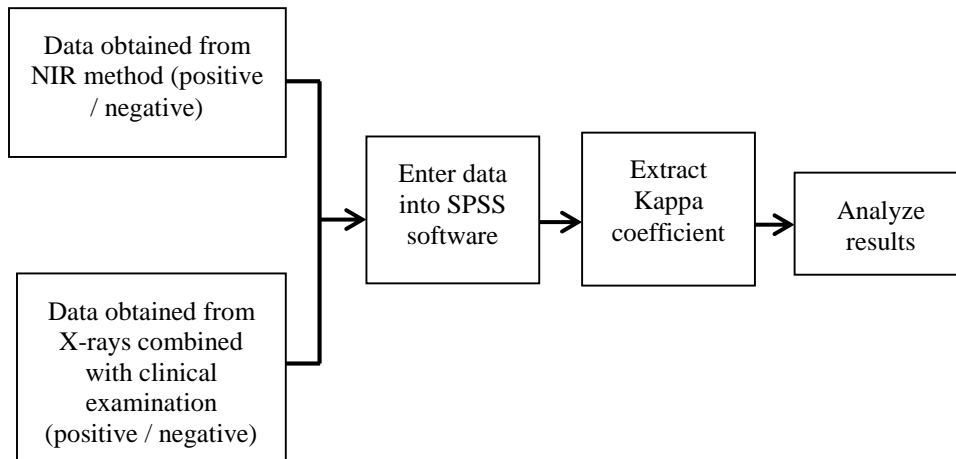 Data obtained from
NIR method (positive
/ negative)
Data obtained from
X-rays combined
with clinical
examination
(positive / negative)
Enter data
into SPSS
software
Extract
Kappa
coefficient
Analyze
results